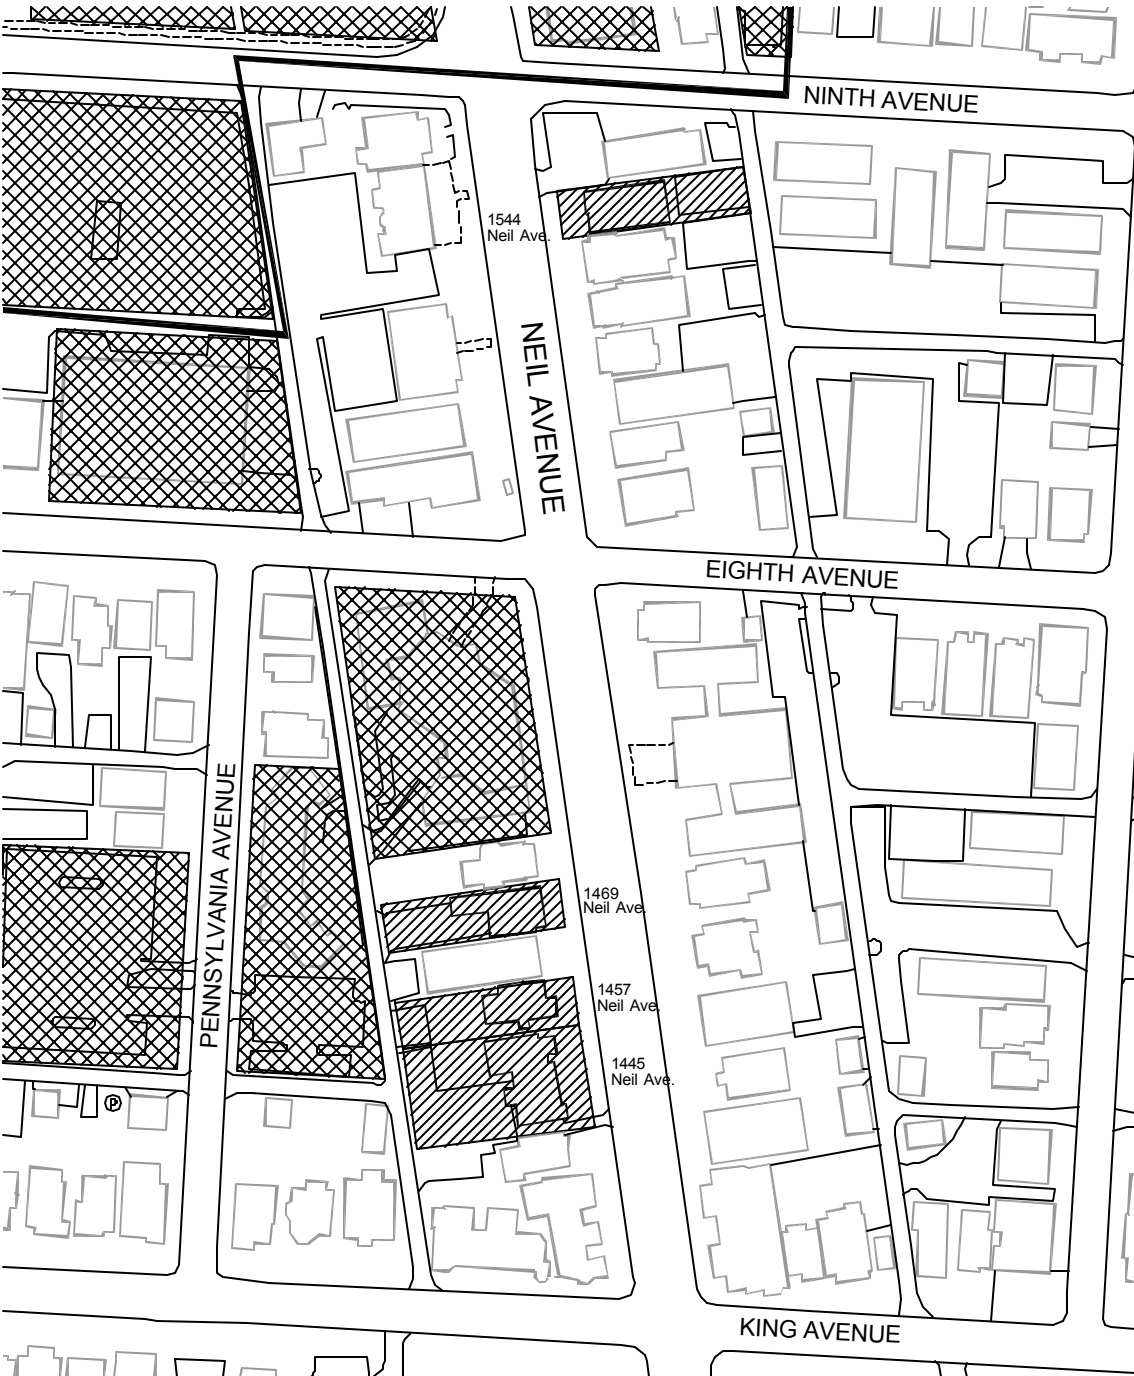 NINTH AVENUE
1544
Neil Ave.
NEIL AVENUE
EIGHTH AVENUE
PENNSYLVANIA AVENUE
1469
Neil Ave.
1457
Neil Ave.
1445
Neil Ave.
P
KING AVENUE